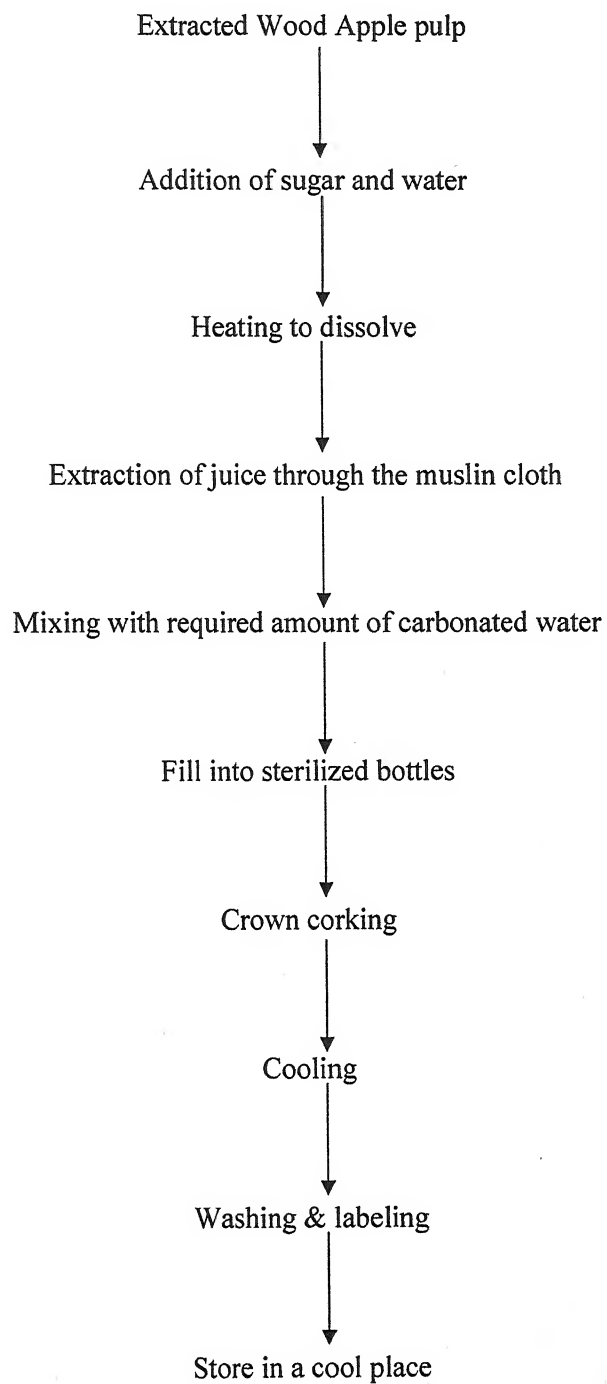 Extracted Wood Apple pulp
Addition of sugar and water
Heating to dissolve
Extraction of juice through the muslin cloth
Mixing with required amount of carbonated water
Fill into sterilized bottles
Crown corking
Cooling
Washing & labeling
Store in a cool place